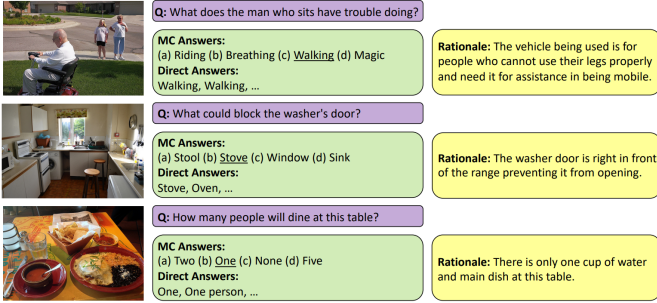 Q: What does the man who sits have trouble doing?
MC Answers:
(a) Riding (b) Breathing (c) Walking (d) Magic
Direct Answers:
Walking, Walking, ...
Rationale: The vehicle being used is for
people who cannot use their legs properly
and need it for assistance in being mobile.
Q: What could block the washer's door?
MC Answers:
(a) Stool (b) Stove (c) Window (d) Sink
Direct Answers:
Stove, Oven, ...
Rationale: The washer door is right in front
of the range preventing it from opening.
Q: How many people will dine at this table?
MC Answers:
(a) Two (b) One (c) None (d) Five
Direct Answers:
One, One person, ...
Rationale: There is only one cup of water
and main dish at this table.